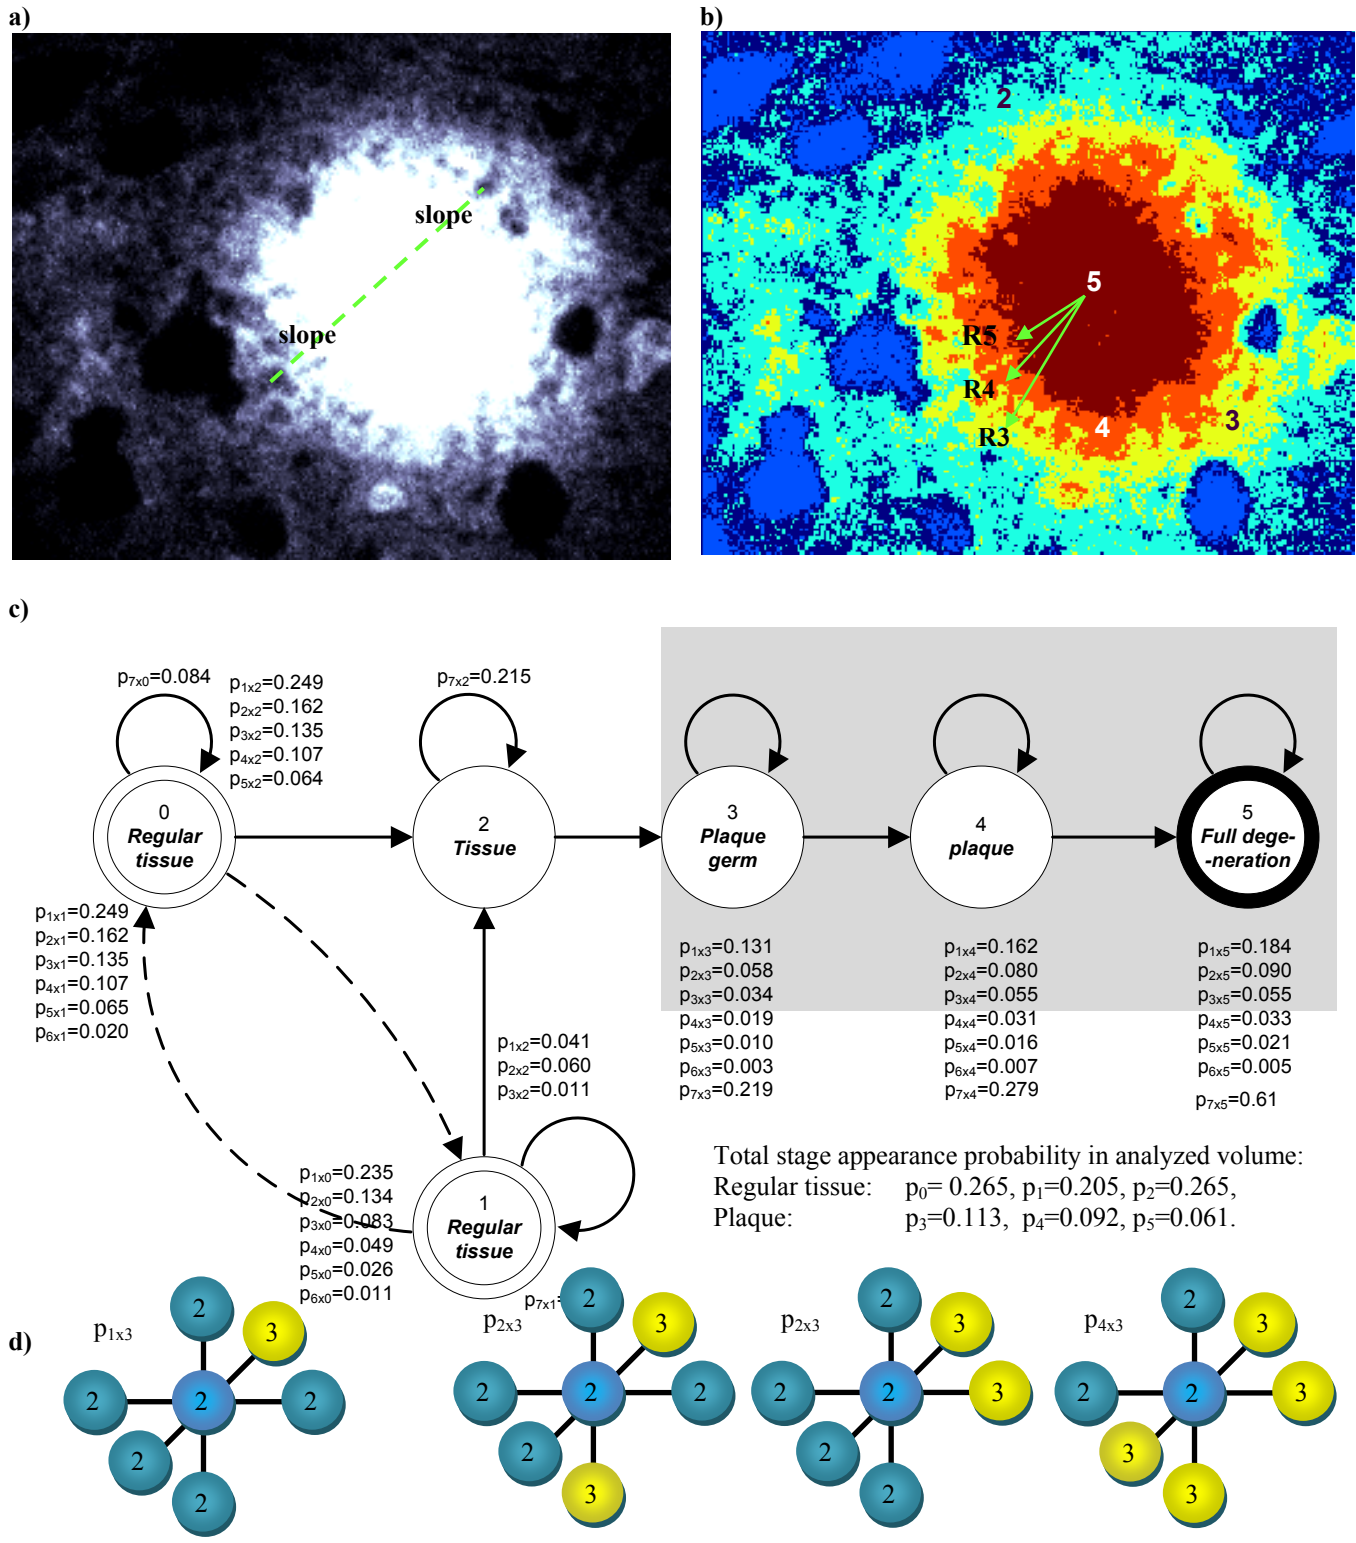 a)
b)
slope
slope
2
5
R5
R4
R3
4
3
c)
p7x0=0.084
p1x2=0.249
p2x2=0.162
p3x2=0.135
p4x2=0.107
p5x2=0.064
p7x2=0.215
0
Regular
tissue
2
Tissue
3
Plaque
germ
4
plaque
5
Full dege-
-neration
p1x1=0.249
p2x1=0.162
p3x1=0.135
p4x1=0.107
p5x1=0.065
p6x1=0.020
p1x2=0.041
p2x2=0.060
p3x2=0.011
p1x3=0.131
p2x3=0.058
p3x3=0.034
p4x3=0.019
p5x3=0.010
p6x3=0.003
p7x3=0.219
p1x4=0.162
p2x4=0.080
p3x4=0.055
p4x4=0.031
p5x4=0.016
p6x4=0.007
p7x4=0.279
p1x5=0.184
p2x5=0.090
p3x5=0.055
p4x5=0.033
p5x5=0.021
p6x5=0.005
p7x5=0.61
p1x0=0.235
p2x0=0.134
p3x0=0.083
p4x0=0.049
p5x0=0.026
p6x0=0.011
1
Regular
tissue
p7x1=
Total stage appearance probability in analyzed volume:
Regular tissue: p0= 0.265, p1=0.205, p2=0.265,
Plaque: p3=0.113, p4=0.092, p5=0.061.
d)
p1x3
2
3
2
2
2
2
2
p2x3
2
3
2
2
2
2
3
p2x3
2
3
2
2
3
2
2
p4x3
2
3
2
2
3
3
3